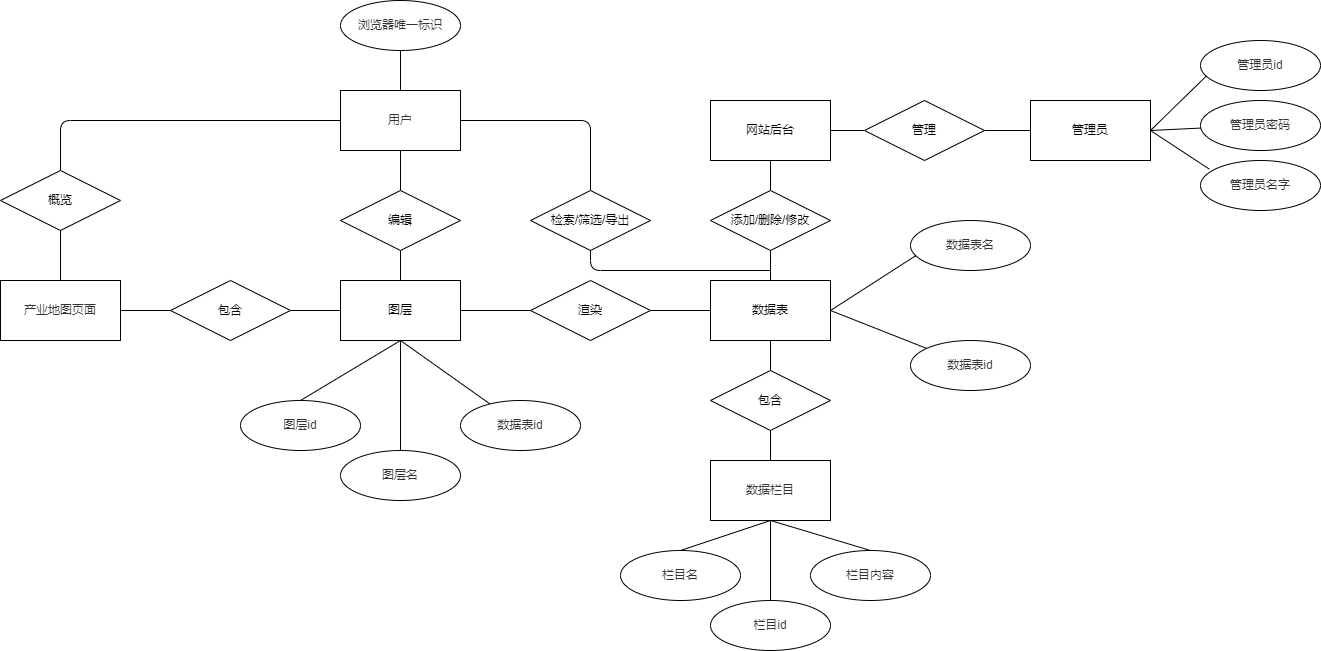 浏览器唯一标识
管理员id
用户
网站后台
管理
管理员
管理员密码
管理员名字
概览
编辑
检索/筛选/导出
添加/删除/修改
数据表名
产业地图页面
包含
图层
渲染
数据表
数据表id
包含
图层id
数据表id
图层名
数据栏目
栏目名
栏目内容
栏目id